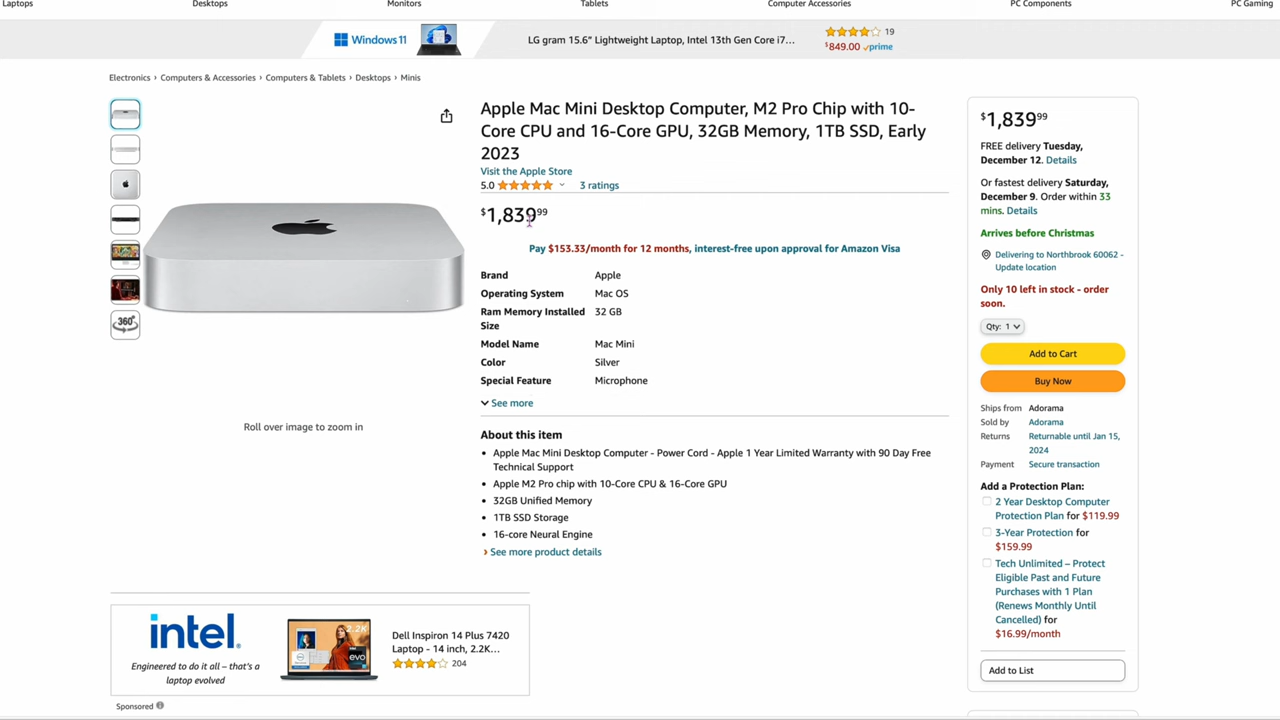 Laptops
Desktops
Monitors
Tablets
Computer Accessories
PC Components
PC Gaming
Windows 11
LG gram 15.6" Lightweight Laptop, Intel 13th Gen Core i7...
19
$849.00 prime
Electronics › Computers & Accessories › Computers & Tablets › Desktops › Minis
Apple Mac Mini Desktop Computer, M2 Pro Chip with 10-
Core CPU and 16-Core GPU, 32GB Memory, 1TB SSD, Early
2023
Visit the Apple Store
5.0
3 ratings
$1,839.99
Pay $153.33/month for 12 months, interest-free upon approval for Amazon Visa
Brand Apple
Operating System Mac OS
Ram Memory Installed 32 GB
Size
Model Name Mac Mini
Color Silver
Special Feature Microphone
See more
360°
Roll over image to zoom in
About this item
• Apple Mac Mini Desktop Computer - Power Cord - Apple 1 Year Limited Warranty with 90 Day Free
Technical Support
• Apple M2 Pro chip with 10-Core CPU & 16-Core GPU
• 32GB Unified Memory
• 1TB SSD Storage
• 16-core Neural Engine
› See more product details
intel.
Engineered to do it all – that's a
laptop evolved
2.2K
evo
Dell Inspiron 14 Plus 7420
Laptop - 14 inch, 2.2K...
204
Sponsored
$1,839.99
FREE delivery Tuesday,
December 12. Details
Or fastest delivery Saturday,
December 9. Order within 33
mins. Details
Arrives before Christmas
Delivering to Northbrook 60062 -
Update location
Only 10 left in stock - order
soon.
Qty: 1
Add to Cart
Buy Now
Ships from Adorama
Sold by Adorama
Returns Returnable until Jan 15,
2024
Payment Secure transaction
Add a Protection Plan:
2 Year Desktop Computer
Protection Plan for $119.99
3-Year Protection for
$159.99
Tech Unlimited – Protect
Eligible Past and Future
Purchases with 1 Plan
(Renews Monthly Until
Cancelled) for
$16.99/month
Add to List